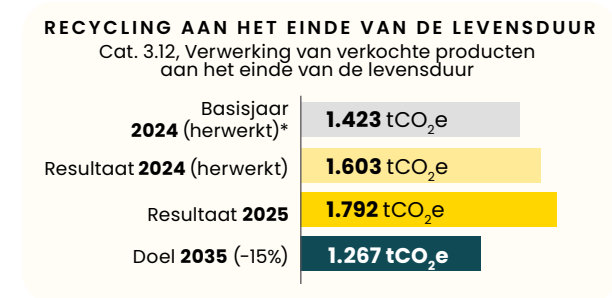 RECYCLING AAN HET EINDE VAN DE LEVENSDUUR
Cat. 3.12, Verwerking van verkochte producten
aan het einde van de levensduur
Basisjaar
2024 (herwerkt)*
1.423 tCO₂e
Resultaat 2024 (herwerkt)
1.603 tCO₂e
Resultaat 2025
1.792 tCO₂e
Doel 2035 (-15%)
1.267 tCO₂e